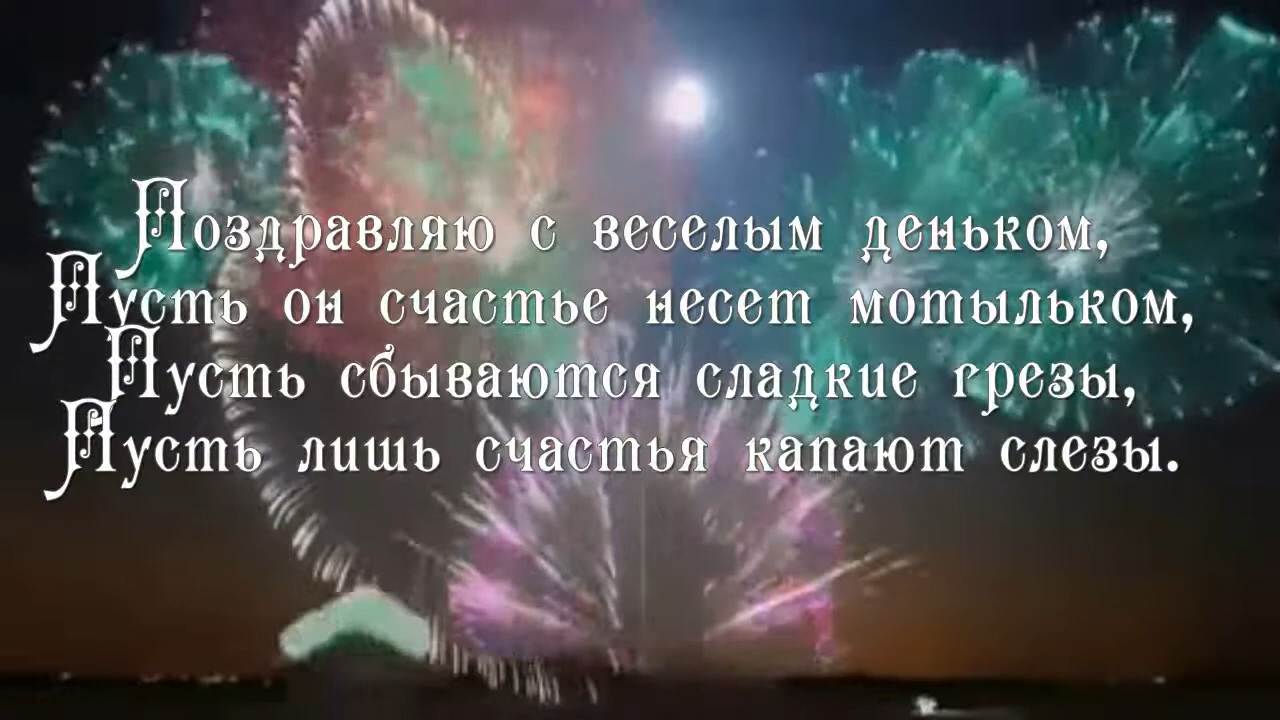 Поздравляю с веселым деньком,
Пусть он счастье несет мотыльком,
Пусть сбываются сладкие грезы,
Пусть лишь счастья капают слезы.